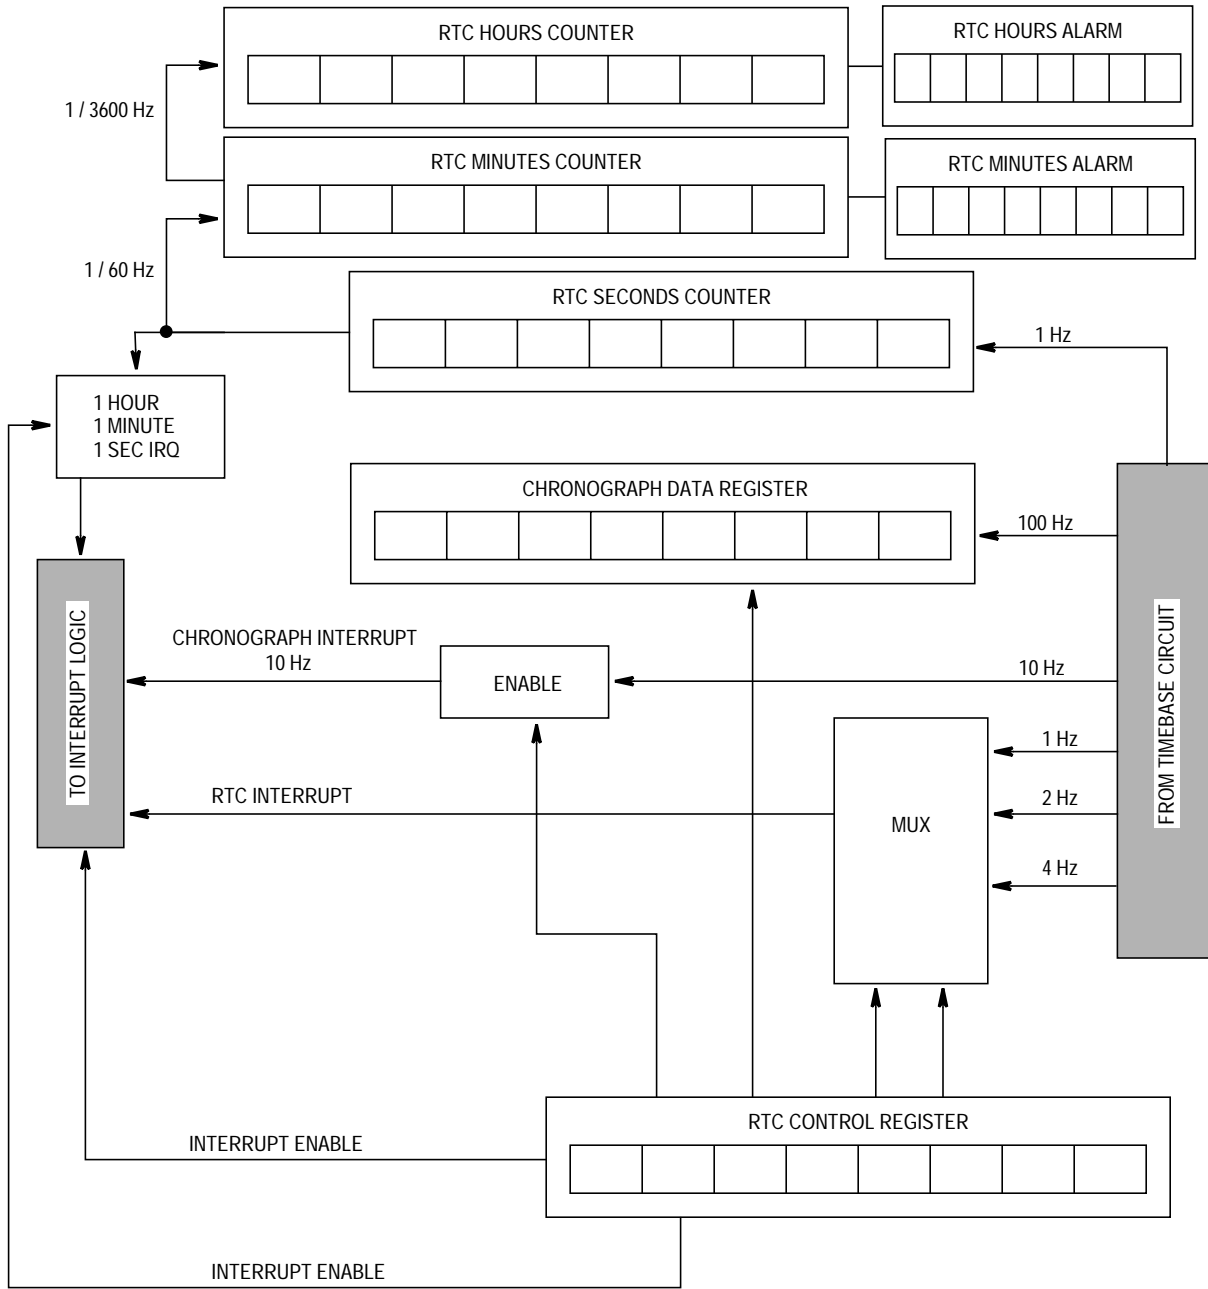 RTC HOURS COUNTER
RTC HOURS ALARM
1 / 3600 Hz
RTC MINUTES COUNTER
RTC MINUTES ALARM
1 / 60 Hz
RTC SECONDS COUNTER
1 Hz
1 HOUR
1 MINUTE
1 SEC IRQ
CHRONOGRAPH DATA REGISTER
100 Hz
TO INTERRUPT LOGIC
CHRONOGRAPH INTERRUPT
10 Hz
ENABLE
10 Hz
FROM TIMEBASE CIRCUIT
1 Hz
RTC INTERRUPT
2 Hz
MUX
4 Hz
RTC CONTROL REGISTER
INTERRUPT ENABLE
INTERRUPT ENABLE